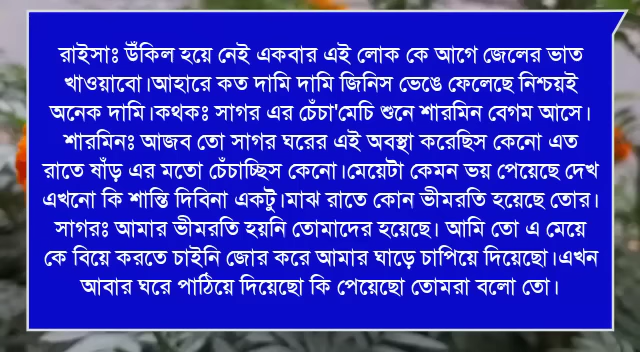 রাইসাঃ উঁকিল হয়ে নেই একবার এই লোক কে আগে জেলের ভাত
খাওয়াবো।আহারে কত দামি দামি জিনিস ভেঙে ফেলেছে নিশ্চয়ই
অনেক দামি।কথকঃ সাগর এর চেঁচা'মেচি শুনে শারমিন বেগম আসে।
শারমিনঃ আজব তো সাগর ঘরের এই অবস্থা করেছিস কেনো এত
রাতে ষাঁড় এর মতো চেঁচাচ্ছিস কেনো।মেয়েটা কেমন ভয় পেয়েছে দেখ
এখনো কি শান্তি দিবিনা একটু।মাঝ রাতে কোন ভীমরতি হয়েছে তোর।
সাগরঃ আমার ভীমরতি হয়নি তোমাদের হয়েছে। আমি তো এ মেয়ে
কে বিয়ে করতে চাইনি জোর করে আমার ঘাড়ে চাপিয়ে দিয়েছো।এখন
আবার ঘরে পাঠিয়ে দিয়েছো কি পেয়েছো তোমরা বলো তো।